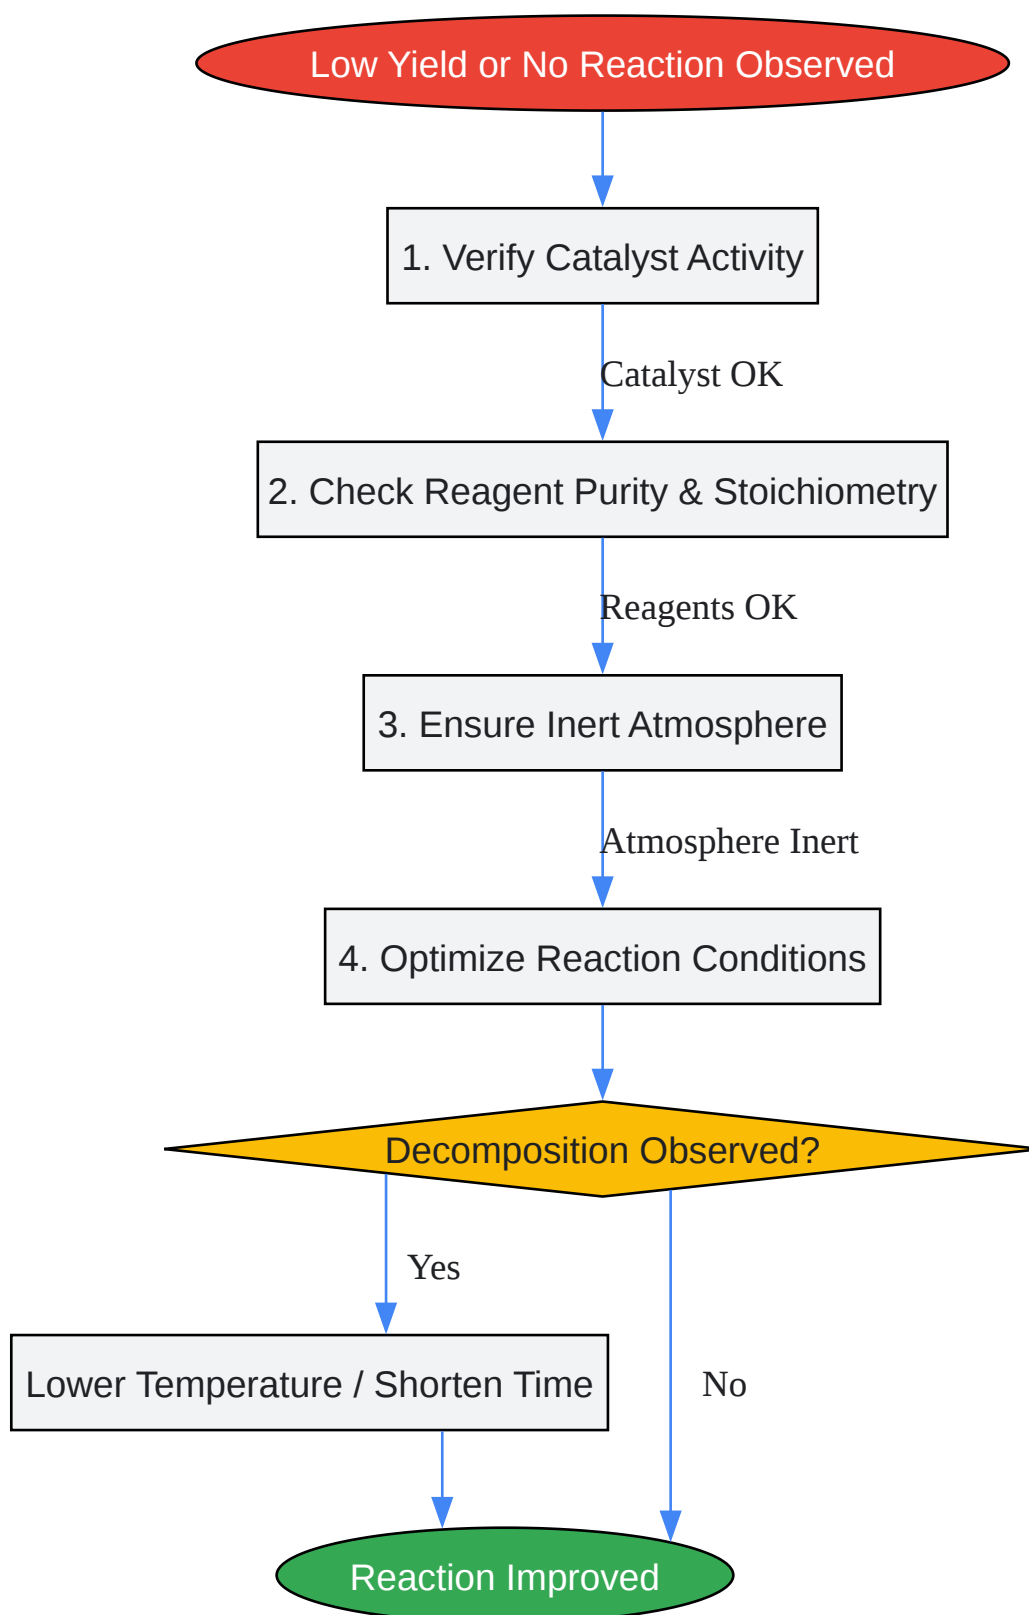 Low Yield or No Reaction Observed
1. Verify Catalyst Activity
Catalyst OK
2. Check Reagent Purity & Stoichiometry
Reagents OK
3. Ensure Inert Atmosphere
Atmosphere Inert
4. Optimize Reaction Conditions
Decomposition Observed?
Yes
Lower Temperature / Shorten Time
No
Reaction Improved